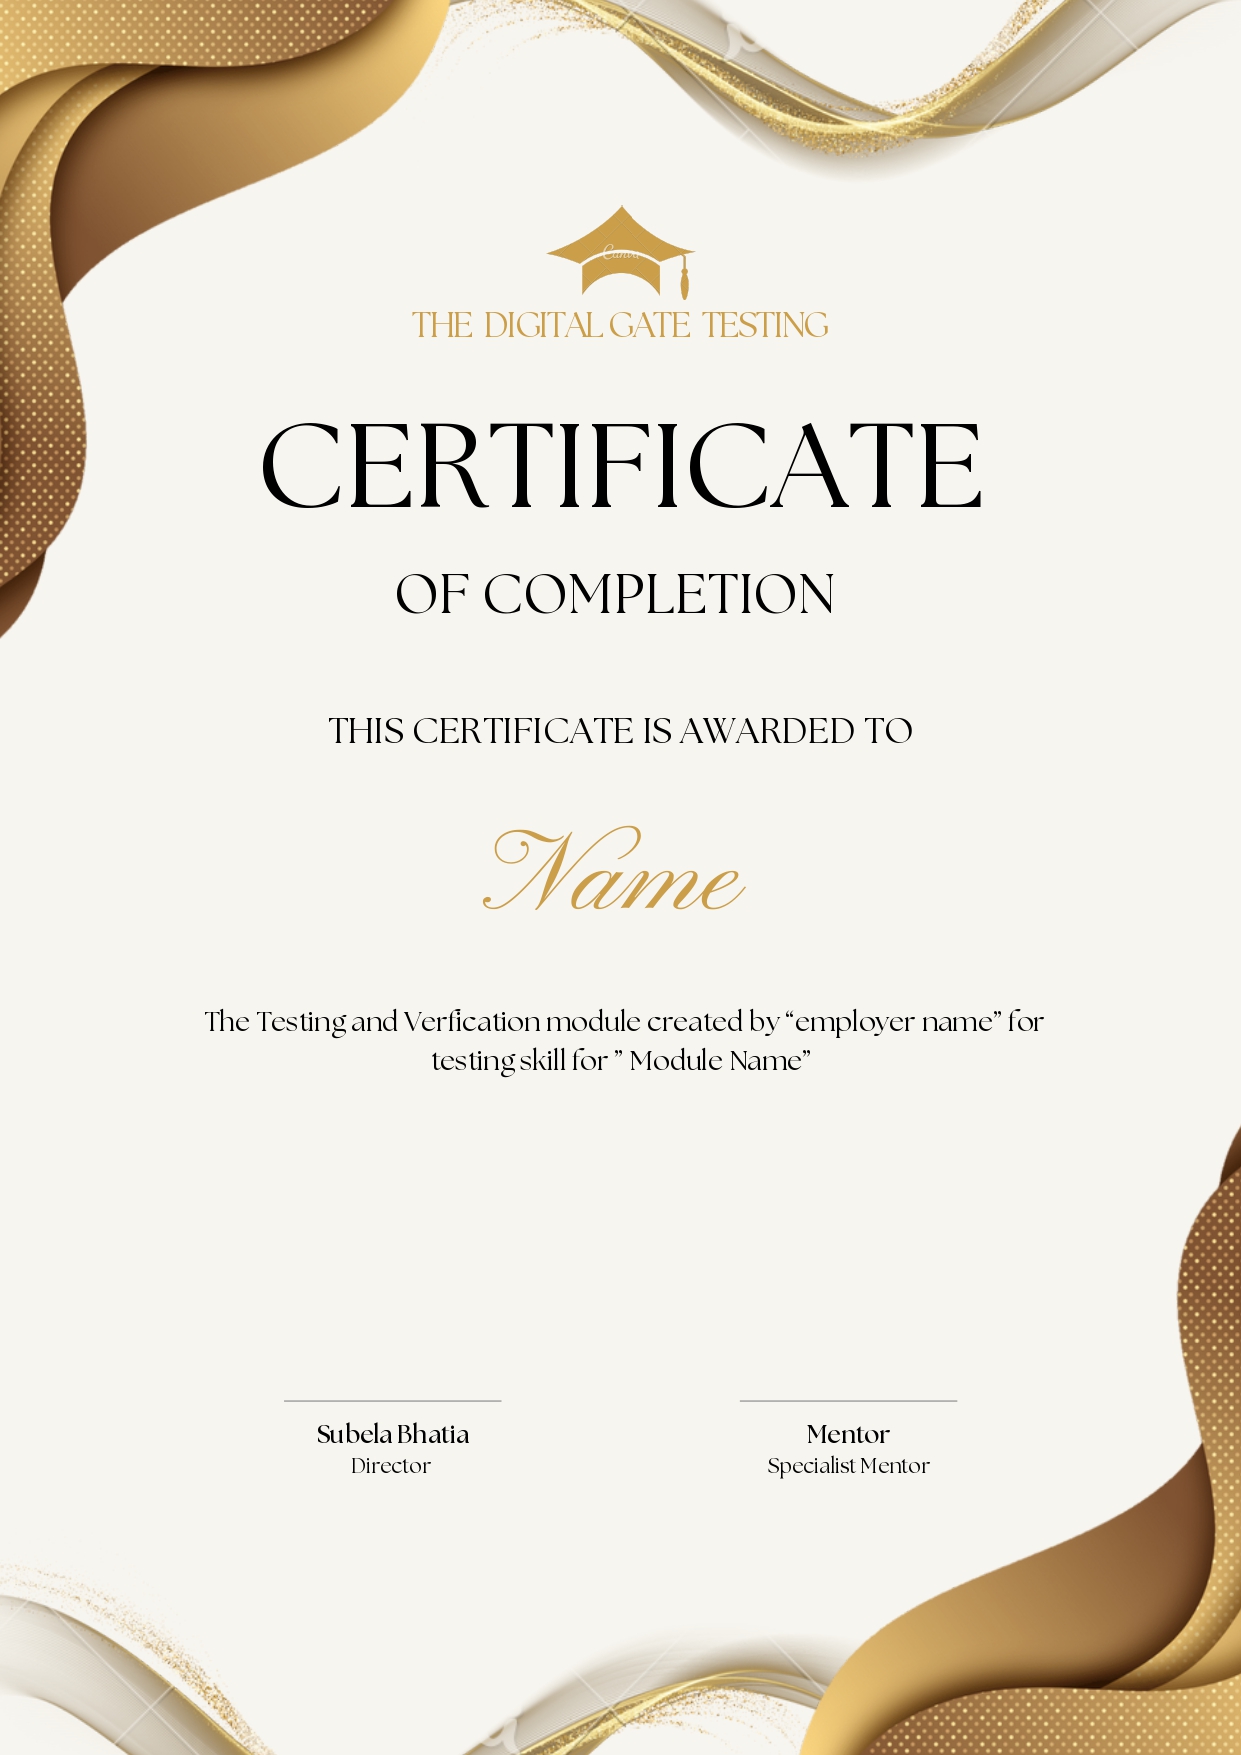 Canva
THE DIGITAL GATE TESTING
CERTIFICATE
OF COMPLETION
THIS CERTIFICATE IS AWARDED TO
Name
The Testing and Verfication module created by “employer name” for
testing skill for ” Module Name”
Subela Bhatia
Director
Mentor
Specialist Mentor